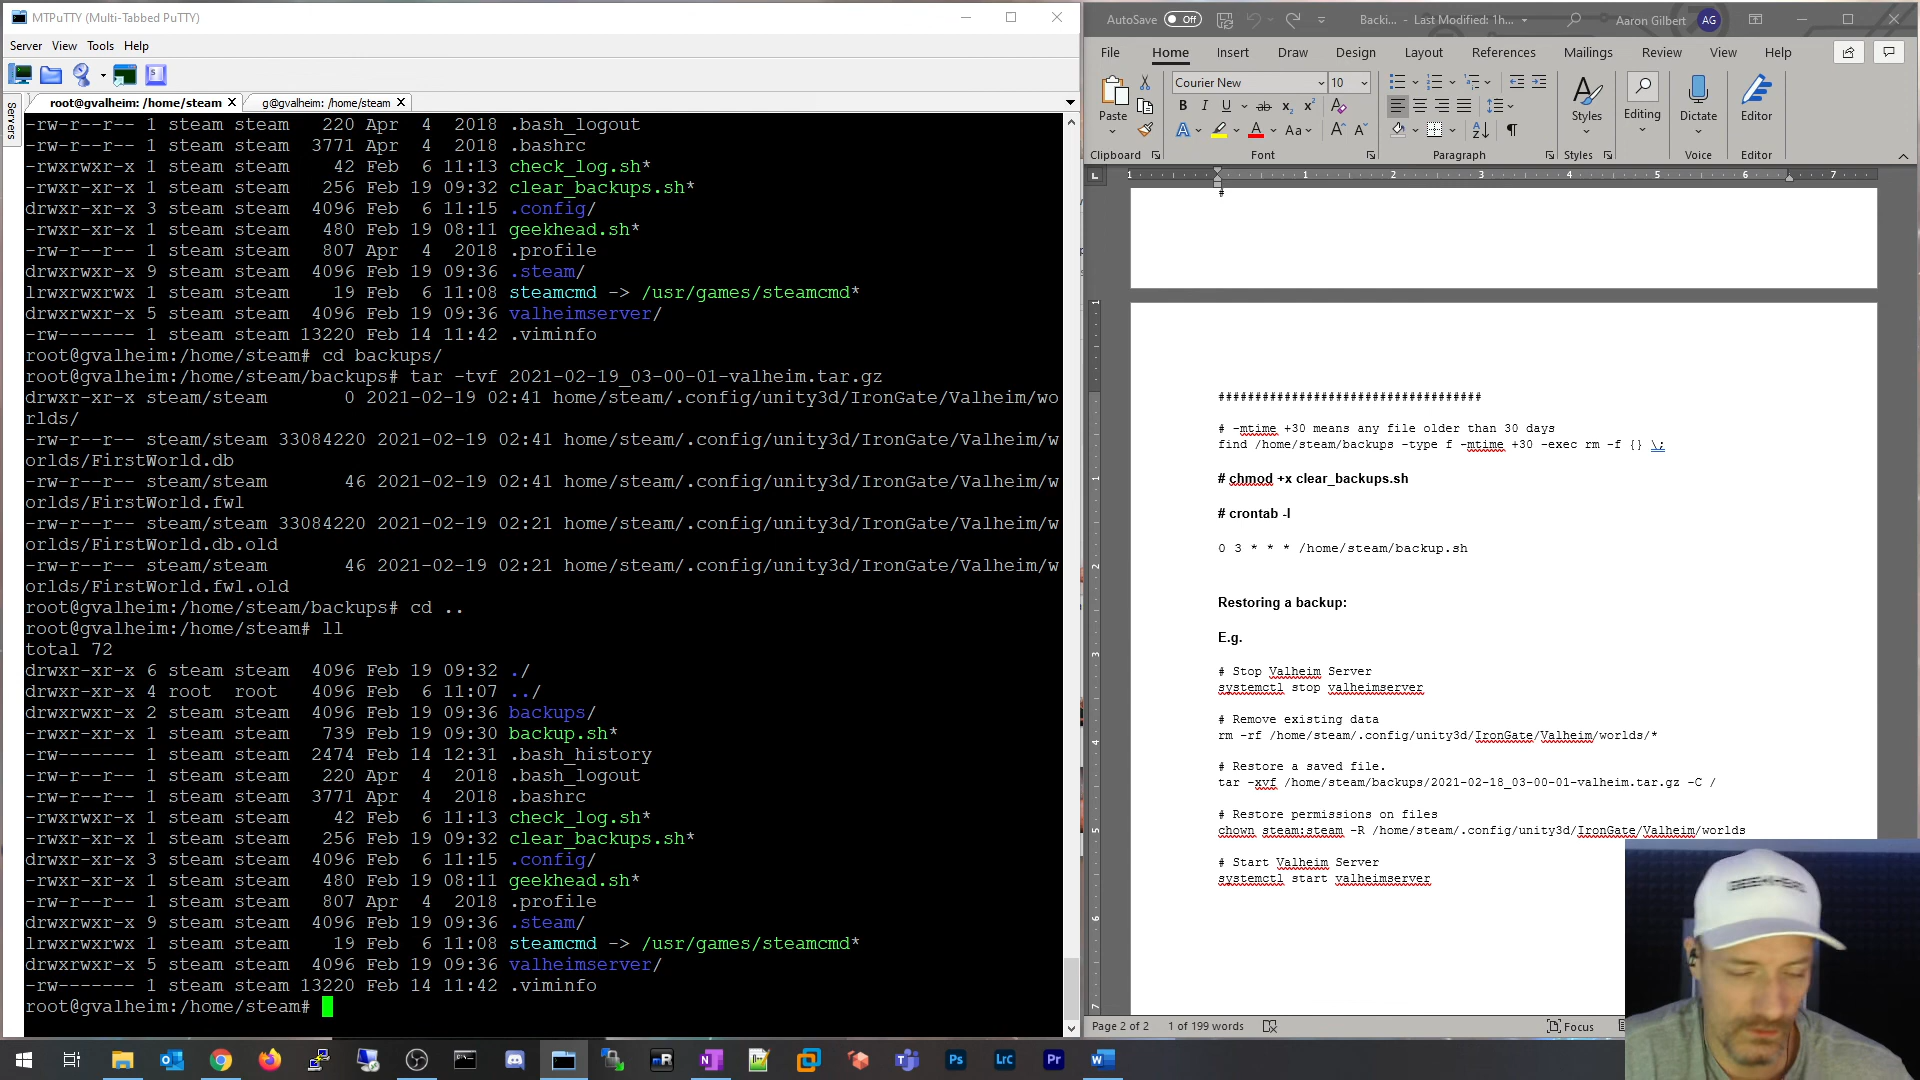 MTPuTTY (Multi-Tabbed PuTTY)
Server View Tools Help
Servers
root@gvalheim: /home/steam
g@gvalheim: /home/steam
-rw-r--r-- 1 steam steam   220 Apr  4  2018 .bash_logout
-rw-r--r-- 1 steam steam  3771 Apr  4  2018 .bashrc
-rwxrwxr-x 1 steam steam    42 Feb  6 11:13 check_log.sh*
-rwxr-xr-x 1 steam steam   256 Feb 19 09:32 clear_backups.sh*
drwxr-xr-x 3 steam steam  4096 Feb  6 11:15 .config/
-rwxr-xr-x 1 steam steam   480 Feb 19 08:11 geekhead.sh*
-rw-r--r-- 1 steam steam   807 Apr  4  2018 .profile
drwxrwxr-x 9 steam steam  4096 Feb 19 09:36 .steam/
lrwxrwxrwx 1 steam steam    19 Feb  6 11:08 steamcmd -> /usr/games/steamcmd*
drwxrwxr-x 5 steam steam  4096 Feb 19 09:36 valheimserver/
-rw------- 1 steam steam 13220 Feb 14 11:42 .viminfo
root@gvalheim:/home/steam# cd backups/
root@gvalheim:/home/steam/backups# tar -tvf 2021-02-19_03-00-01-valheim.tar.gz
drwxr-xr-x steam/steam       0 2021-02-19 02:41 home/steam/.config/unity3d/IronGate/Valheim/wo
rlds/
-rw-r--r-- steam/steam 33084220 2021-02-19 02:41 home/steam/.config/unity3d/IronGate/Valheim/w
orlds/FirstWorld.db
-rw-r--r-- steam/steam       46 2021-02-19 02:41 home/steam/.config/unity3d/IronGate/Valheim/w
orlds/FirstWorld.fwl
-rw-r--r-- steam/steam 33084220 2021-02-19 02:21 home/steam/.config/unity3d/IronGate/Valheim/w
orlds/FirstWorld.db.old
-rw-r--r-- steam/steam       46 2021-02-19 02:21 home/steam/.config/unity3d/IronGate/Valheim/w
orlds/FirstWorld.fwl.old
root@gvalheim:/home/steam/backups# cd ..
root@gvalheim:/home/steam# ll
total 72
drwxr-xr-x 6 steam steam  4096 Feb 19 09:32 ./
drwxr-xr-x 4 root  root   4096 Feb  6 11:07 ../
drwxr-xr-x 2 steam steam  4096 Feb 19 09:36 backups/
-rwxr-xr-x 1 steam steam   739 Feb 19 09:30 backup.sh*
-rw------- 1 steam steam  2474 Feb 14 12:31 .bash_history
-rw-r--r-- 1 steam steam   220 Apr  4  2018 .bash_logout
-rw-r--r-- 1 steam steam  3771 Apr  4  2018 .bashrc
-rwxrwxr-x 1 steam steam    42 Feb  6 11:13 check_log.sh*
-rwxr-xr-x 1 steam steam   256 Feb 19 09:32 clear_backups.sh*
drwxr-xr-x 3 steam steam  4096 Feb  6 11:15 .config/
-rwxr-xr-x 1 steam steam   480 Feb 19 08:11 geekhead.sh*
-rw-r--r-- 1 steam steam   807 Apr  4  2018 .profile
drwxrwxr-x 9 steam steam  4096 Feb 19 09:36 .steam/
lrwxrwxrwx 1 steam steam    19 Feb  6 11:08 steamcmd -> /usr/games/steamcmd*
drwxrwxr-x 5 steam steam  4096 Feb 19 09:36 valheimserver/
-rw------- 1 steam steam 13220 Feb 14 11:42 .viminfo
root@gvalheim:/home/steam#
AutoSave Off Backi... - Last Modified: 1h... Aaron Gilbert AG
File Home Insert Draw Design Layout References Mailings Review View Help
Courier New 10
Paste Styles Editing Dictate Editor
Clipboard Font Paragraph Styles Voice Editor
#
####################################
# -mtime +30 means any file older than 30 days
find /home/steam/backups -type f -mtime +30 -exec rm -f {} \;
# chmod +x clear_backups.sh
# crontab -l
0 3 * * * /home/steam/backup.sh
Restoring a backup:
E.g.
# Stop Valheim Server
systemctl stop valheimserver
# Remove existing data
rm -rf /home/steam/.config/unity3d/IronGate/Valheim/worlds/*
# Restore a saved file.
tar -xvf /home/steam/backups/2021-02-18_03-00-01-valheim.tar.gz -C /
# Restore permissions on files
chown steam:steam -R /home/steam/.config/unity3d/IronGate/Valheim/worlds
# Start Valheim Server
systemctl start valheimserver
Page 2 of 2 1 of 199 words Focus
mR N Ps Lrc Pr W